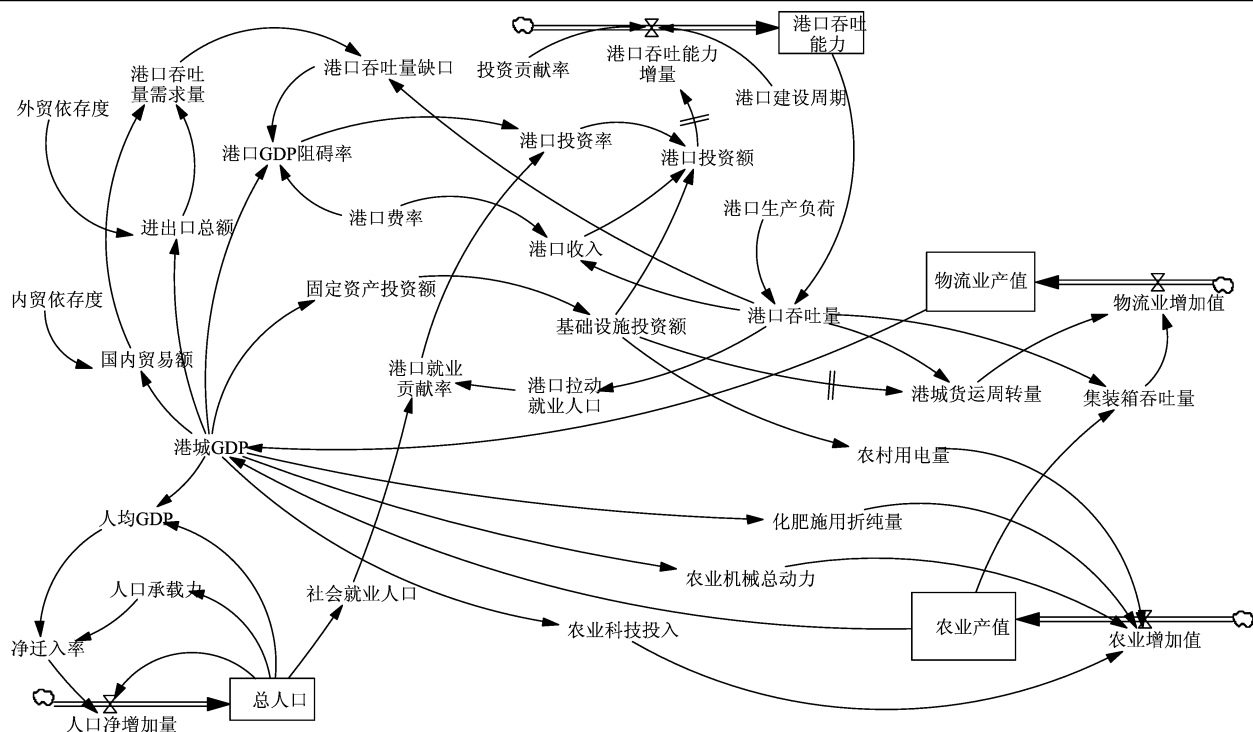 港口吞吐
能力
港口吞吐能力
增量
投资贡献率
港口建设周期
港口吞吐量缺口
港口吞吐
量需求量
外贸依存度
港口投资率
港口GDP阻碍率
港口投资额
港口费率
港口生产负荷
进出口总额
港口收入
物流业产值
物流业增加值
固定资产投资额
内贸依存度
基础设施投资额
港口吞吐量
国内贸易额
港口就业
贡献率
港口拉动
就业人口
港城货运周转量
集装箱吞吐量
港城GDP
农村用电量
人均GDP
化肥施用折纯量
农业机械总动力
人口承载力
社会就业人口
农业科技投入
农业产值
农业增加值
净迁入率
总人口
人口净增加量